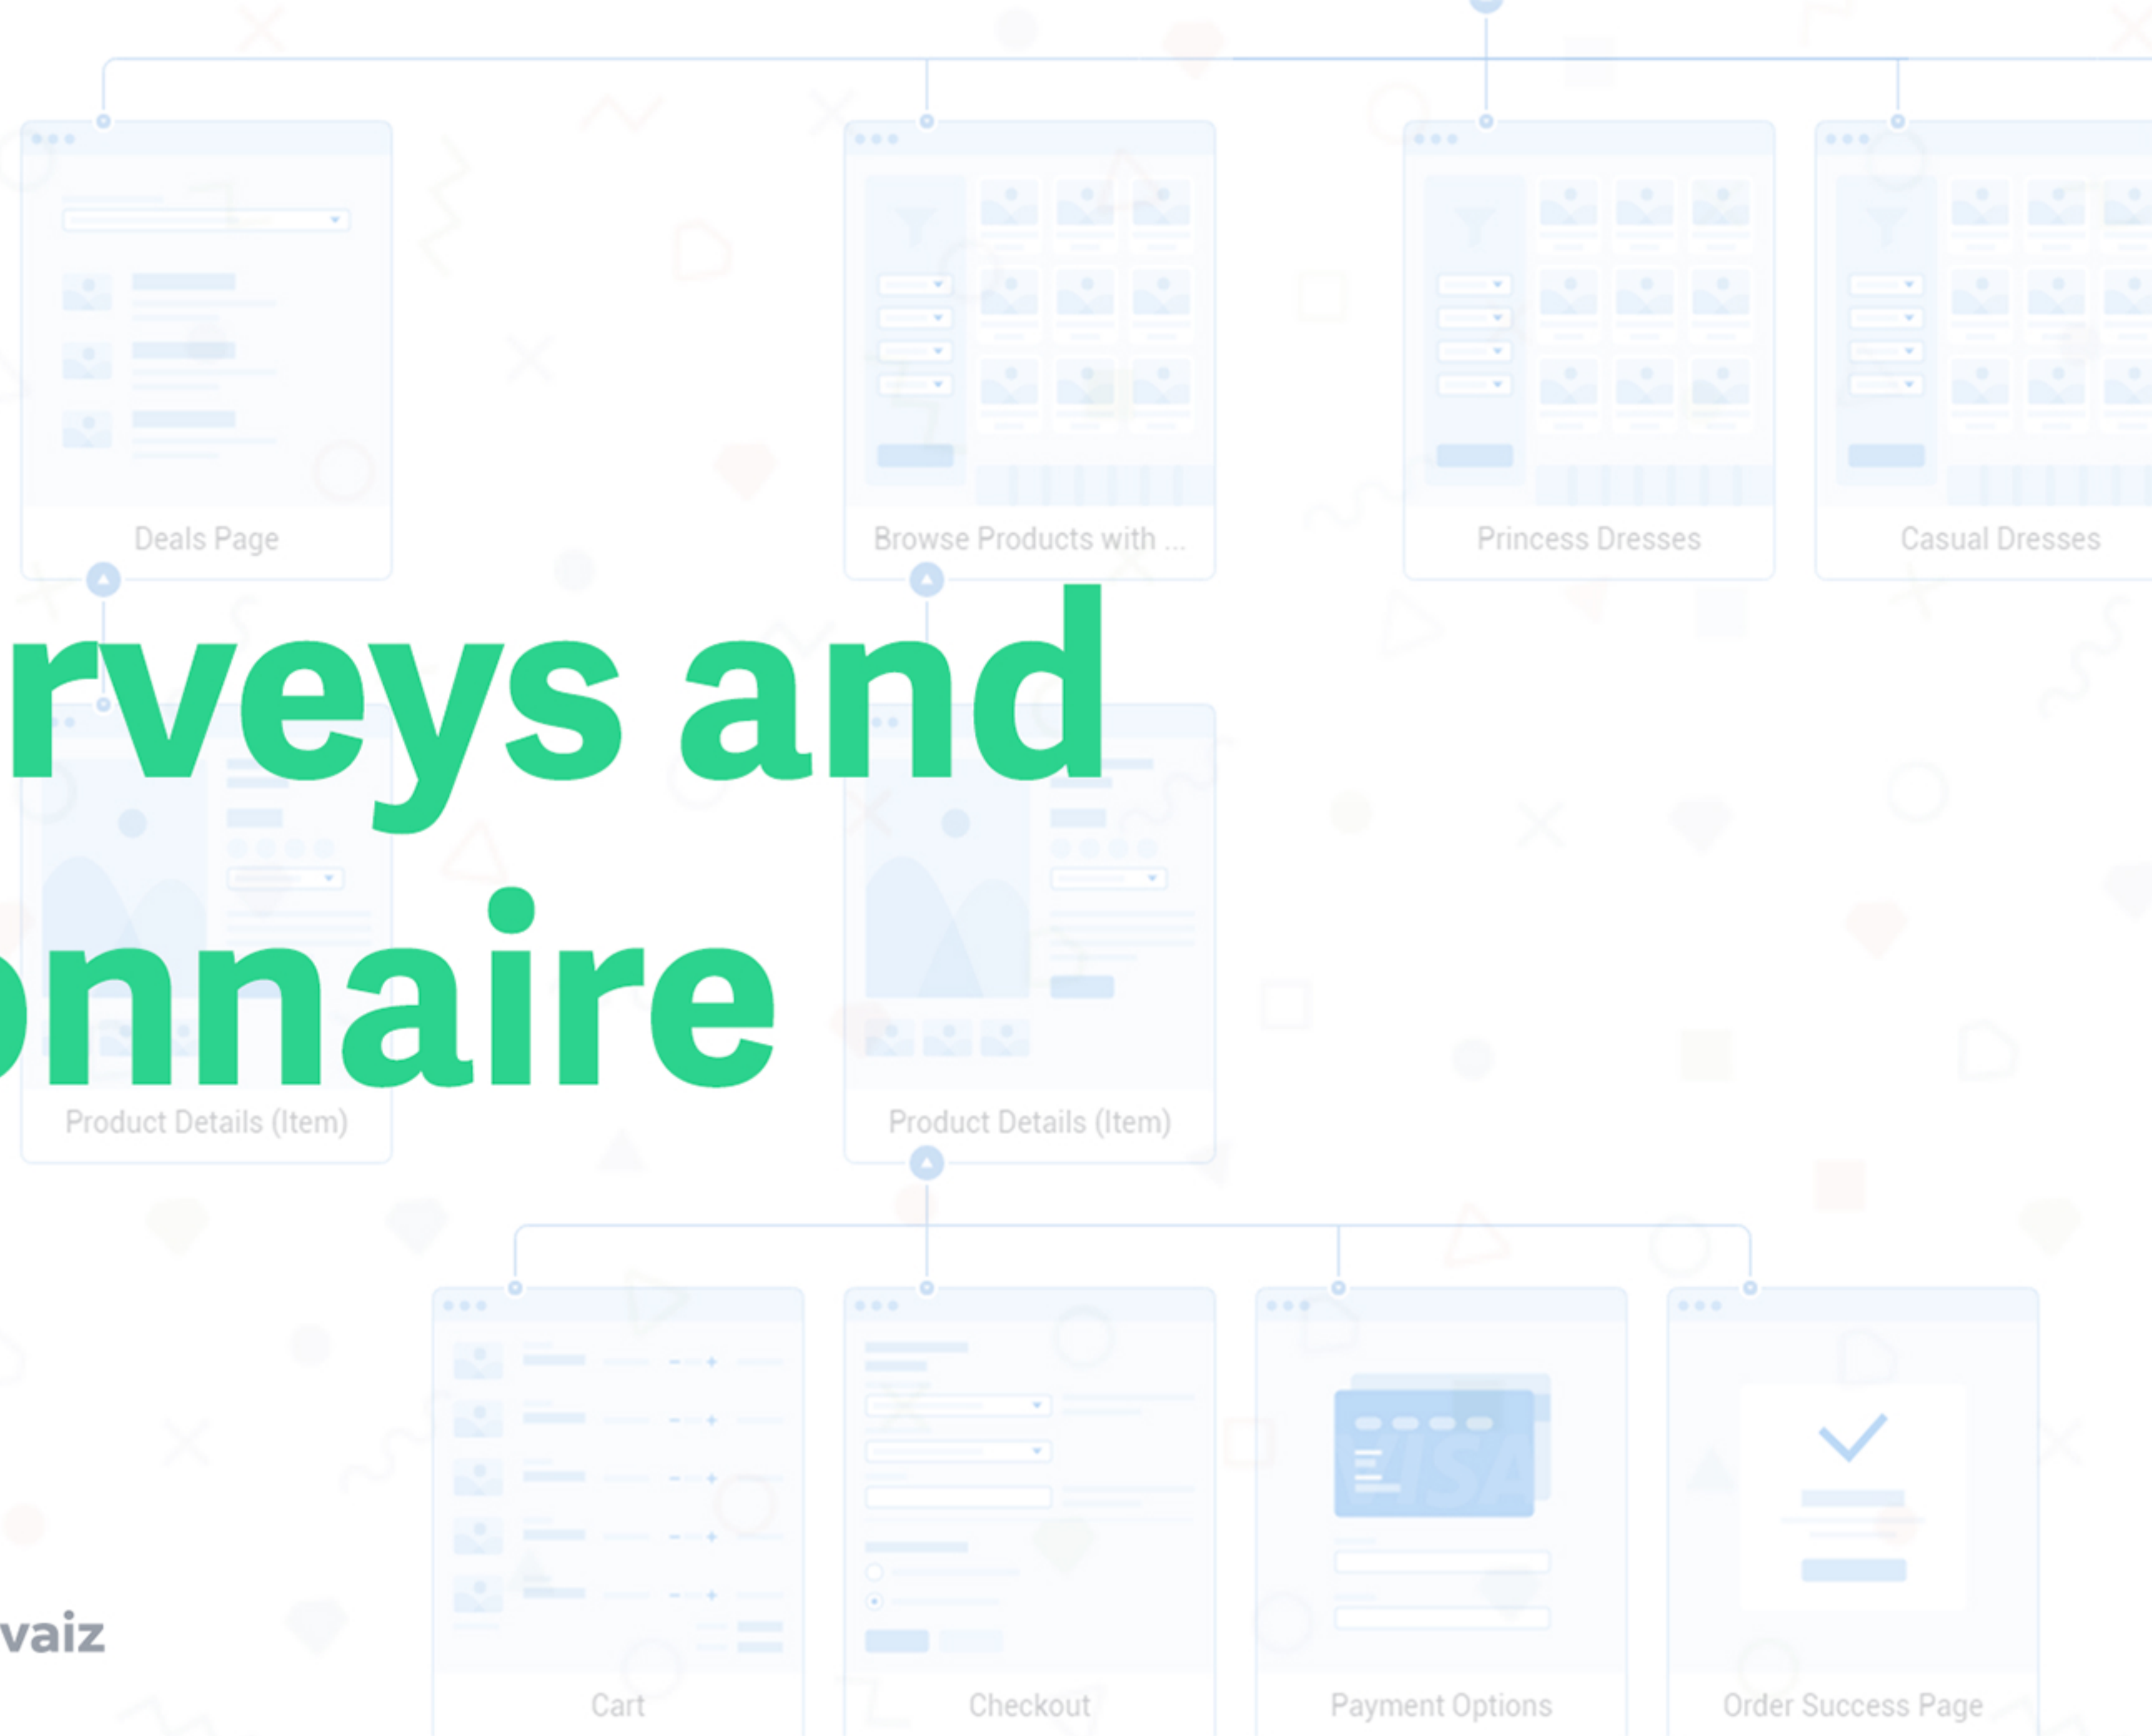 Deals Page
Browse Products with ...
Princess Dresses
Casual Dresses
rveys and
onnaire
Product Details (Item)
Product Details (Item)
VISA
vaiz
Cart
Checkout
Payment Options
Order Success Page